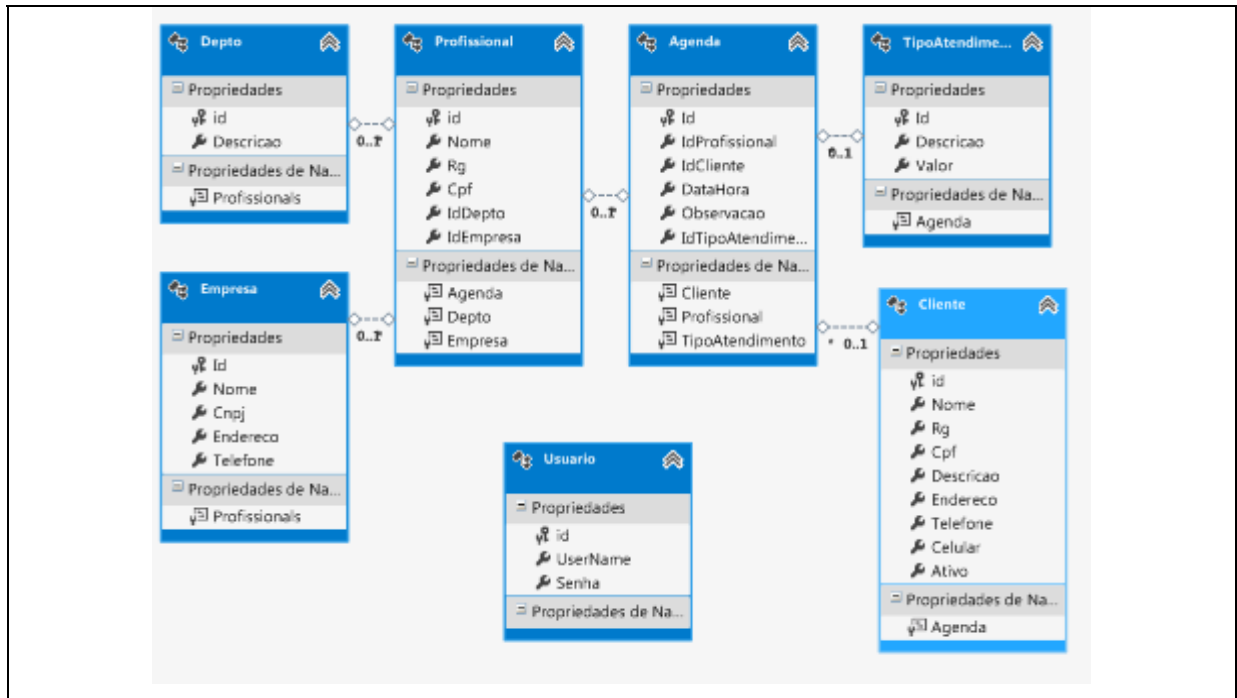 Depto
Propriedades
id
Descricao
Propriedades de Na...
Profissionals
0..1
Profissional
Propriedades
id
Nome
Rg
Cpf
IdDepto
IdEmpresa
Propriedades de Na...
Agenda
Depto
Empresa
0..1
Agenda
Propriedades
Id
IdProfissional
IdCliente
DataHora
Observacao
IdTipoAtendime...
Propriedades de Na...
Cliente
Profissional
TipoAtendimento
0..1
TipoAtendime...
Propriedades
Id
Descricao
Valor
Propriedades de Na...
Agenda
Empresa
Propriedades
Id
Nome
Cnpj
Endereco
Telefone
Propriedades de Na...
Profissionals
0..1
Usuario
Propriedades
id
UserName
Senha
Propriedades de Na...
* 0..1
Cliente
Propriedades
id
Nome
Rg
Cpf
Descricao
Endereco
Telefone
Celular
Ativo
Propriedades de Na...
Agenda